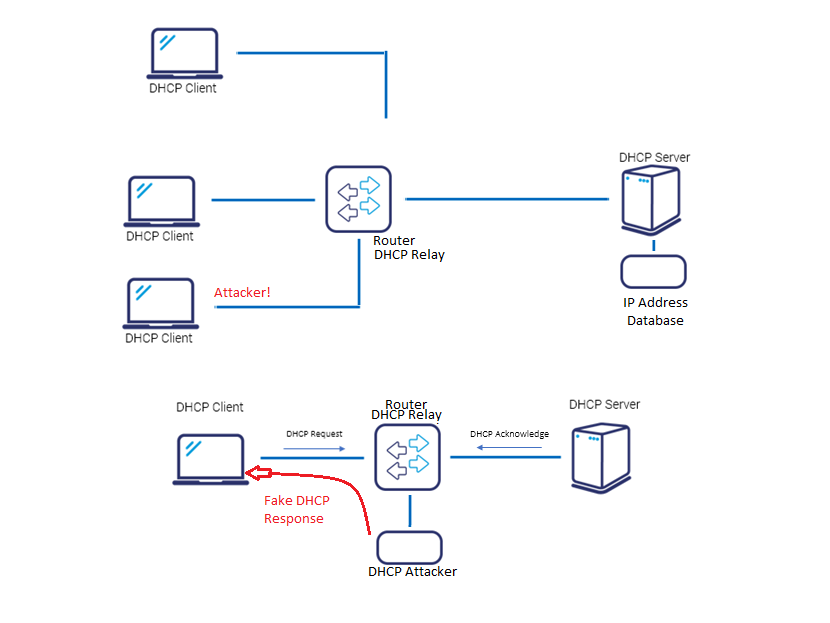 DHCP Client
DHCP Server
DHCP Client
Router
DHCP Relay
Attacker!
IP Address
Database
DHCP Client
DHCP Client
Router
DHCP Relay
DHCP Server
DHCP Request
DHCP Acknowledge
Fake DHCP
Response
DHCP Attacker